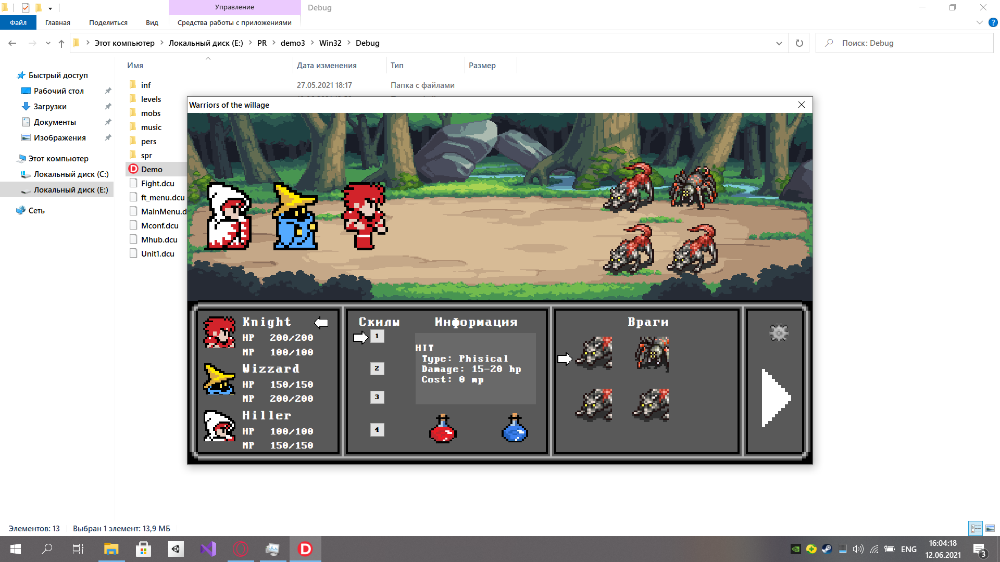 Управление
Debug
Файл
Главная
Поделиться
Вид
Средства работы с приложениями
Этот компьютер
Локальный диск (E:)
PR
demo3
Win32
Debug
Поиск: Debug
Имя
Дата изменения
Тип
Размер
Быстрый доступ
Рабочий стол
Загрузки
Документы
Изображения
Этот компьютер
Локальный диск (C:)
Локальный диск (E:)
Сеть
inf
27.05.2021 18:17
Папка с файлами
levels
mobs
music
pers
spr
Demo
Fight.dcu
ft_menu.dcu
MainMenu.d
Mconf.dcu
Mhub.dcu
Unit1.dcu
Warriors of the willage
Knight
HP 200/200
MP 100/100
Wizzard
HP 150/150
MP 200/200
Hiller
HP 100/100
MP 150/150
Скилы
1
2
3
4
Информация
HIT
Type: Phisical
Damage: 15-20 hp
Cost: 0 mp
Враги
Элементов: 13
Выбран 1 элемент: 13,9 МБ
D
ENG
16:04:18
12.06.2021
3